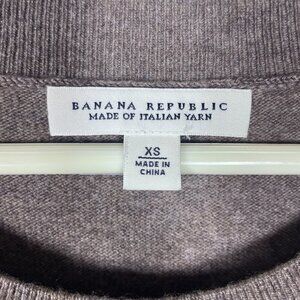 BANANA REPUBLIC
MADE OF ITALIAN YARN
XS
MADE IN
CHINA